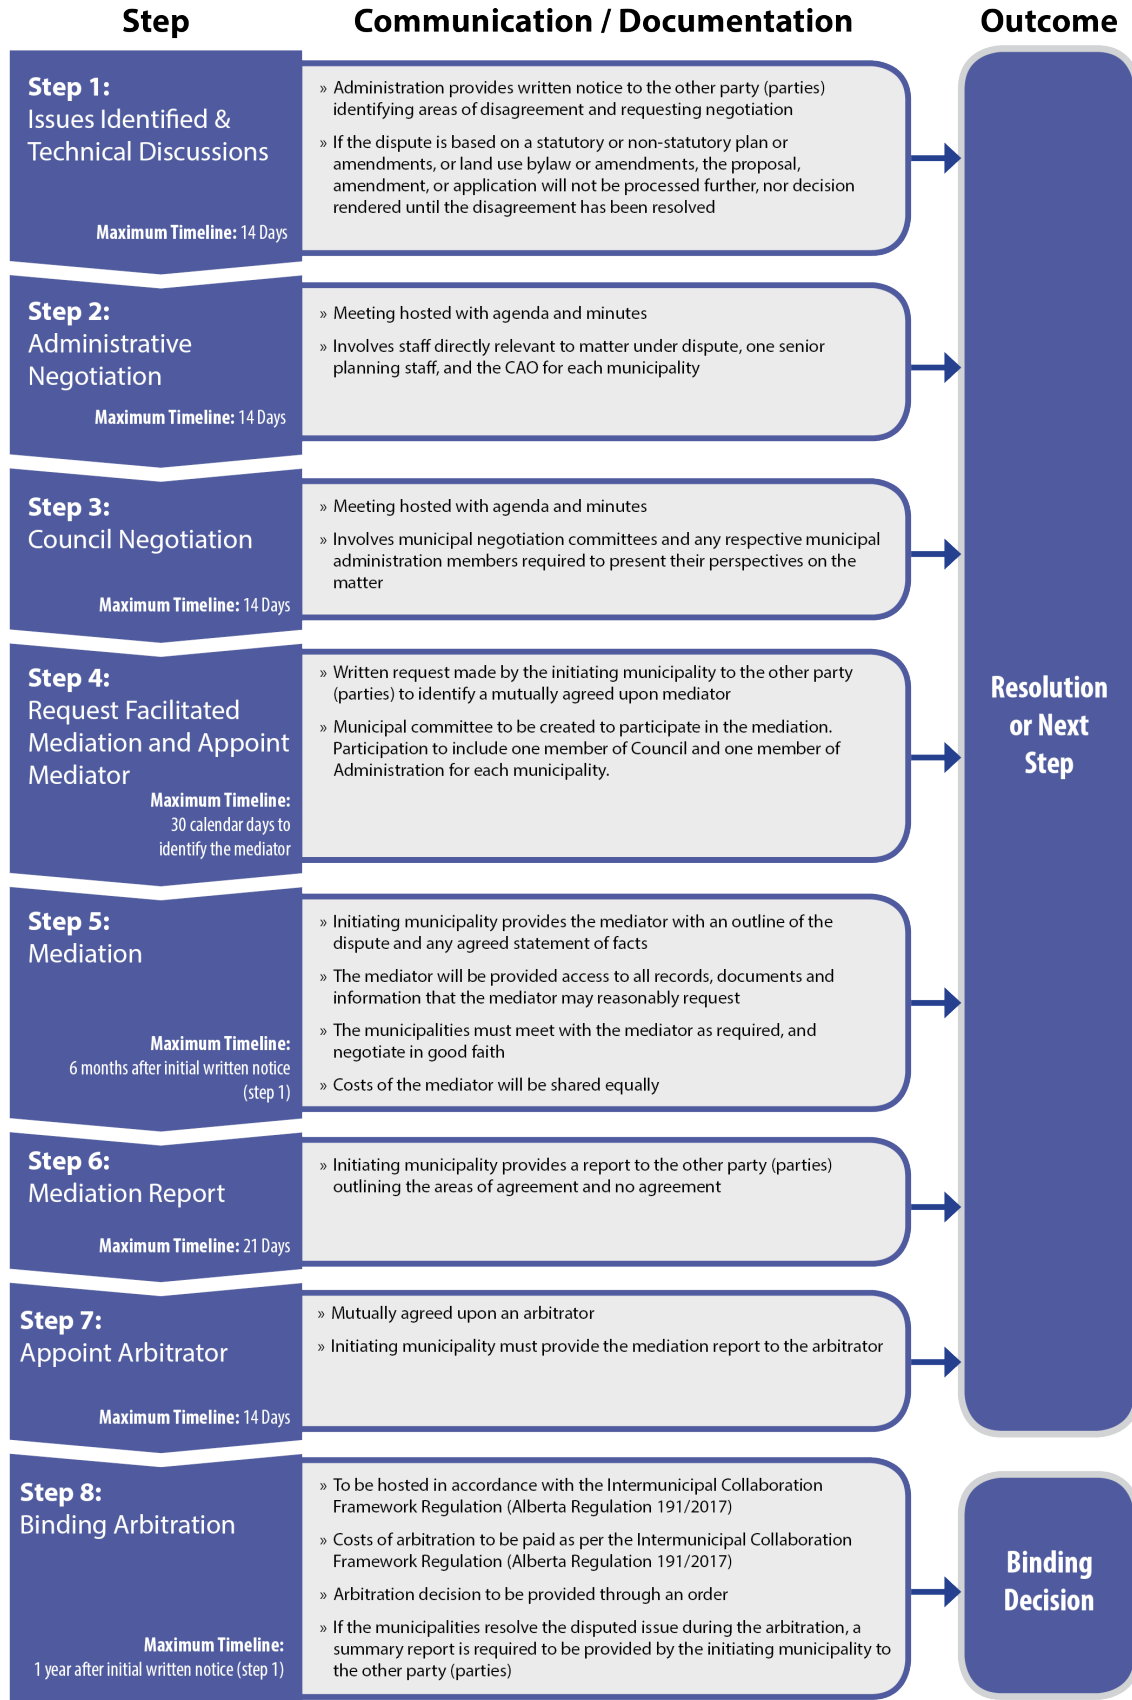 Step
Communication / Documentation
Outcome
Step 1:
Issues Identified &
Technical Discussions
Maximum Timeline: 14 Days
» Administration provides written notice to the other party (parties)
identifying areas of disagreement and requesting negotiation
» If the dispute is based on a statutory or non-statutory plan or
amendments, or land use bylaw or amendments, the proposal,
amendment, or application will not be processed further, nor decision
rendered until the disagreement has been resolved
Step 2:
Administrative
Negotiation
Maximum Timeline: 14 Days
» Meeting hosted with agenda and minutes
» Involves staff directly relevant to matter under dispute, one senior
planning staff, and the CAO for each municipality
Step 3:
Council Negotiation
Maximum Timeline: 14 Days
» Meeting hosted with agenda and minutes
» Involves municipal negotiation committees and any respective municipal
administration members required to present their perspectives on the
matter
Step 4:
Request Facilitated
Mediation and Appoint
Mediator
Maximum Timeline:
30 calendar days to
identify the mediator
» Written request made by the initiating municipality to the other party
(parties) to identify a mutually agreed upon mediator
» Municipal committee to be created to participate in the mediation.
Participation to include one member of Council and one member of
Administration for each municipality.
Step 5:
Mediation
Maximum Timeline:
6 months after initial written notice
(step 1)
» Initiating municipality provides the mediator with an outline of the
dispute and any agreed statement of facts
» The mediator will be provided access to all records, documents and
information that the mediator may reasonably request
» The municipalities must meet with the mediator as required, and
negotiate in good faith
» Costs of the mediator will be shared equally
Step 6:
Mediation Report
Maximum Timeline: 21 Days
» Initiating municipality provides a report to the other party (parties)
outlining the areas of agreement and no agreement
Step 7:
Appoint Arbitrator
Maximum Timeline: 14 Days
» Mutually agreed upon an arbitrator
» Initiating municipality must provide the mediation report to the arbitrator
Resolution
or Next
Step
Step 8:
Binding Arbitration
Maximum Timeline:
1 year after initial written notice (step 1)
» To be hosted in accordance with the Intermunicipal Collaboration
Framework Regulation (Alberta Regulation 191/2017)
» Costs of arbitration to be paid as per the Intermunicipal Collaboration
Framework Regulation (Alberta Regulation 191/2017)
» Arbitration decision to be provided through an order
» If the municipalities resolve the disputed issue during the arbitration, a
summary report is required to be provided by the initiating municipality to
the other party (parties)
Binding
Decision